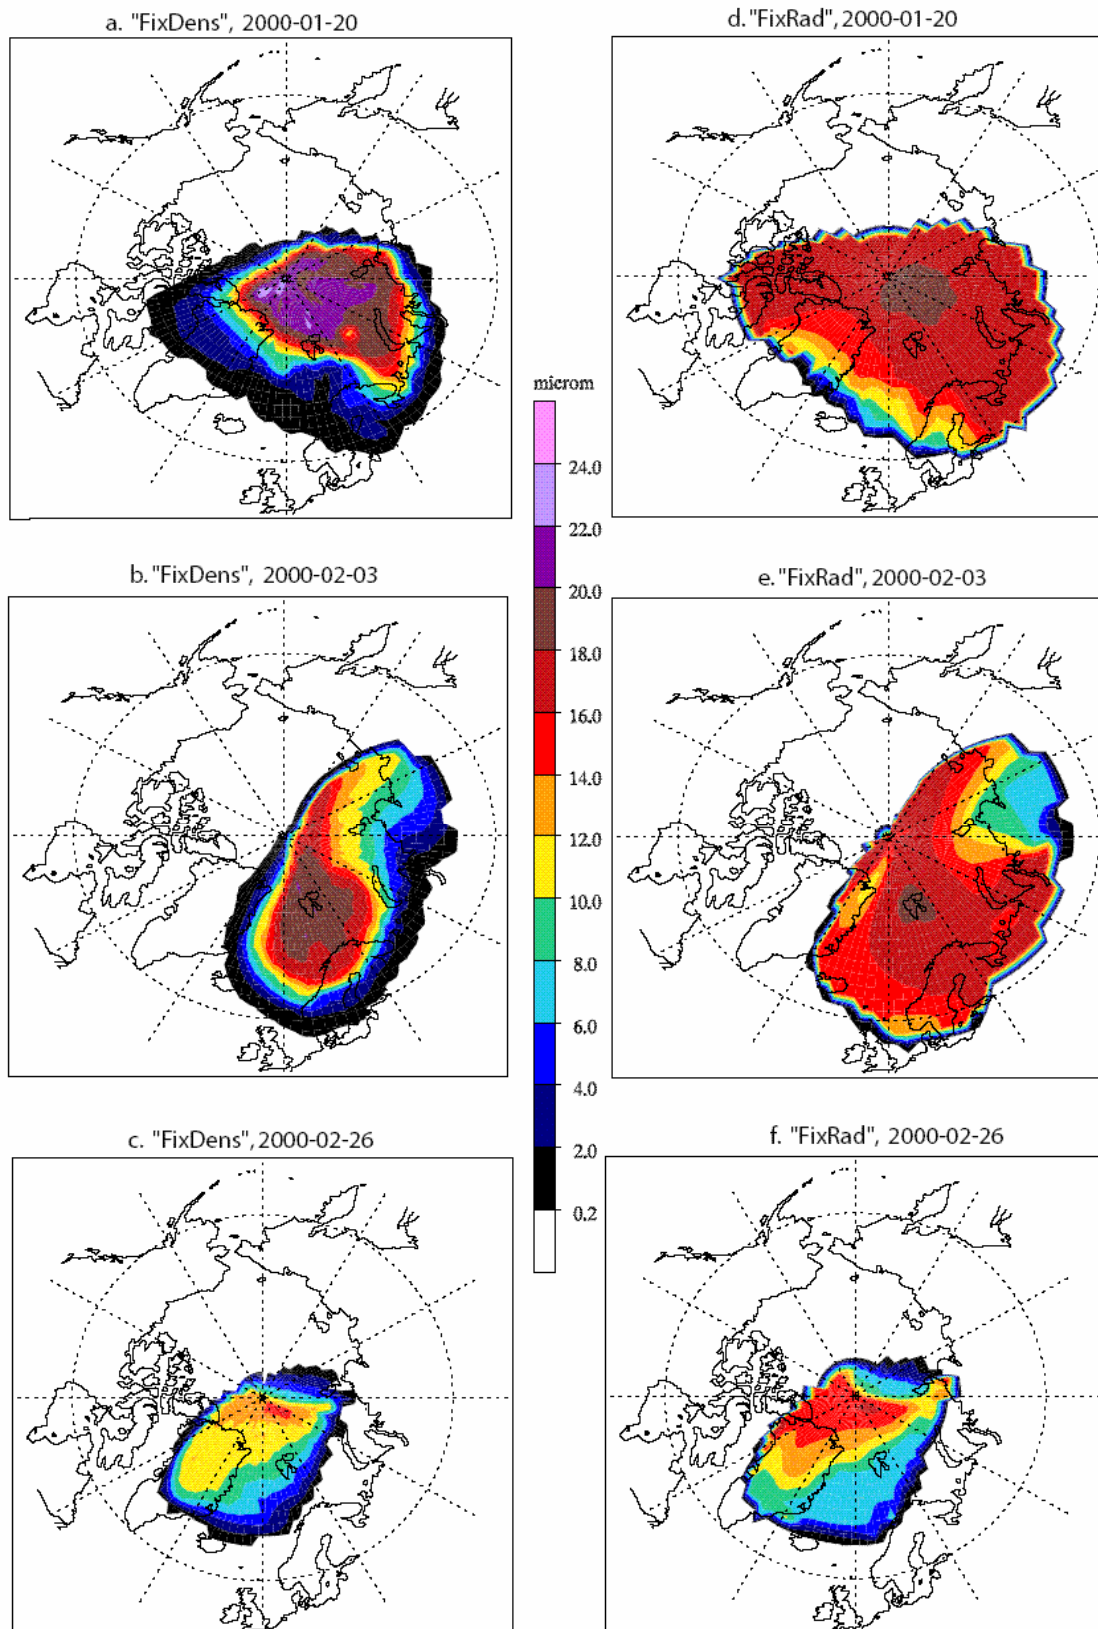 a. "FixDens", 2000-01-20
d. "FixRad", 2000-01-20
microm
24.0
22.0
20.0
18.0
16.0
14.0
12.0
10.0
8.0
6.0
4.0
2.0
0.2
b. "FixDens", 2000-02-03
e. "FixRad", 2000-02-03
c. "FixDens", 2000-02-26
f. "FixRad", 2000-02-26